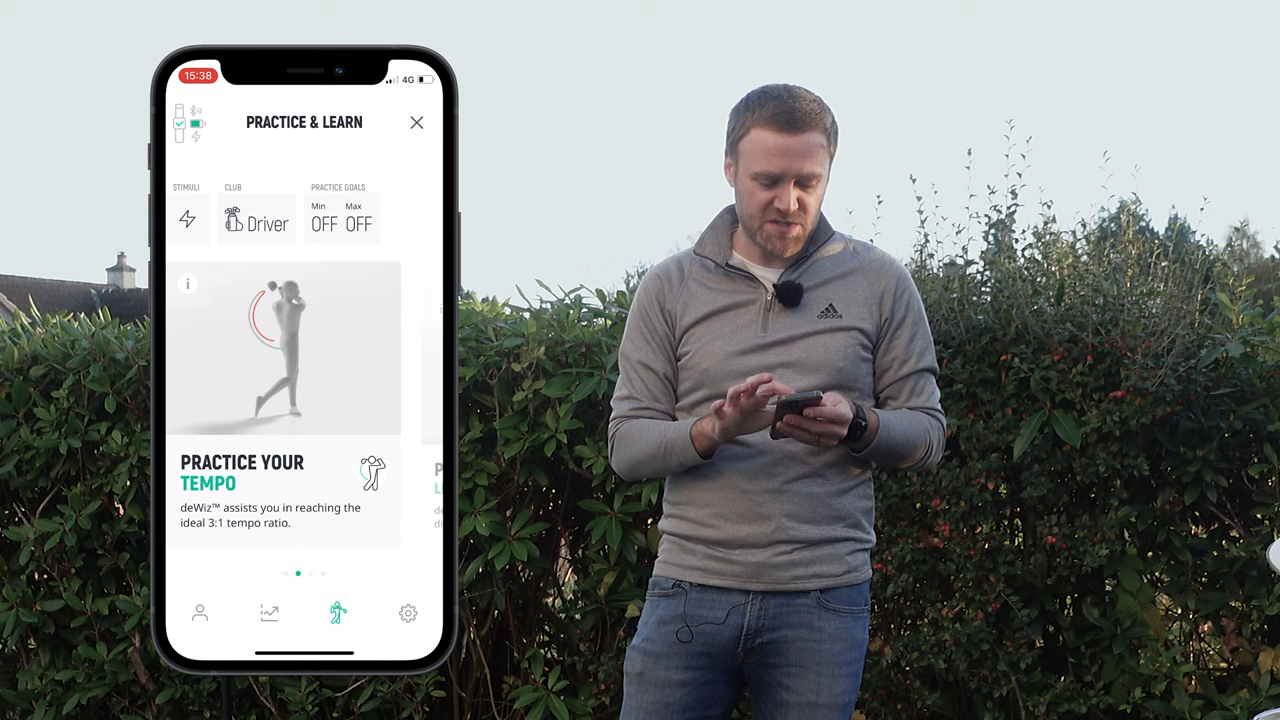 15:38
4G
PRACTICE & LEARN
STIMULI
CLUB
PRACTICE GOALS
Driver
Min
Max
OFF
OFF
i
PRACTICE YOUR
TEMPO
deWiz™ assists you in reaching the
ideal 3:1 tempo ratio.
adidas